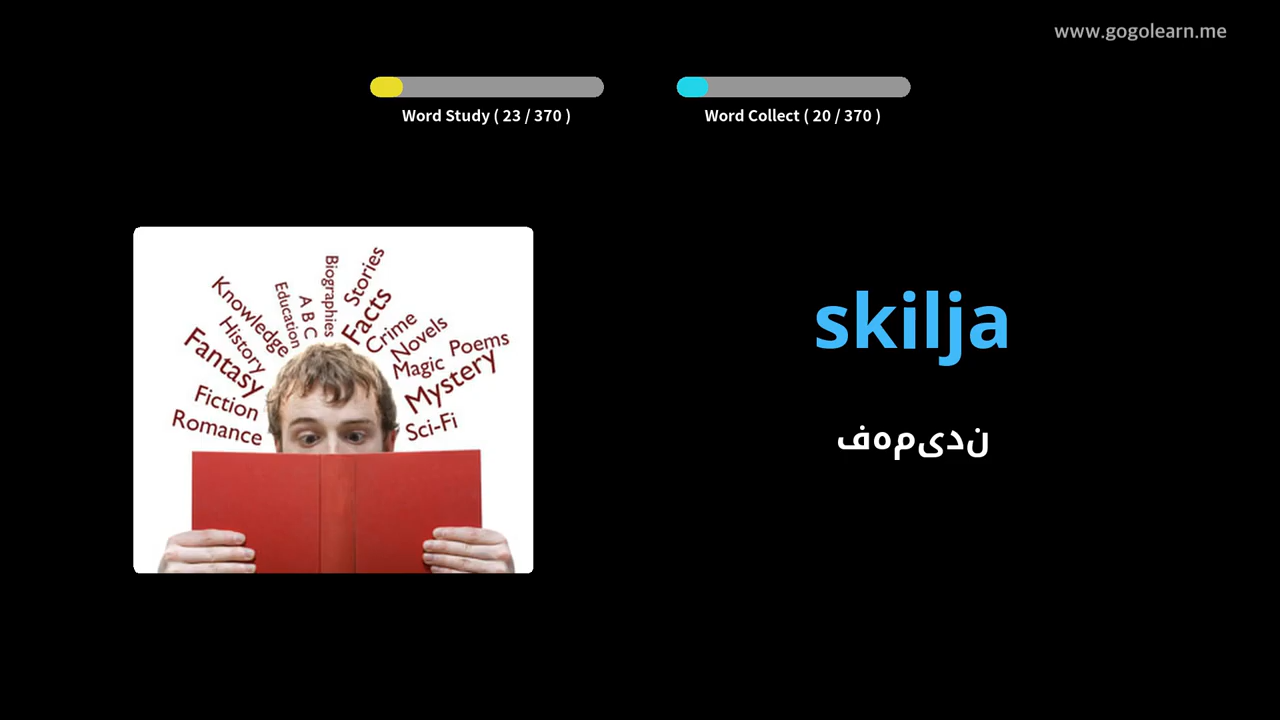 www.gogolearn.me
Word Study ( 23 / 370 )
Word Collect ( 20 / 370 )
Biographies
Stories
Education
A B C
Facts
Knowledge
History
Crime
Novels
Poems
Fantasy
Magic
Mystery
Fiction
Romance
Sci-Fi
skilja
فهمیدن